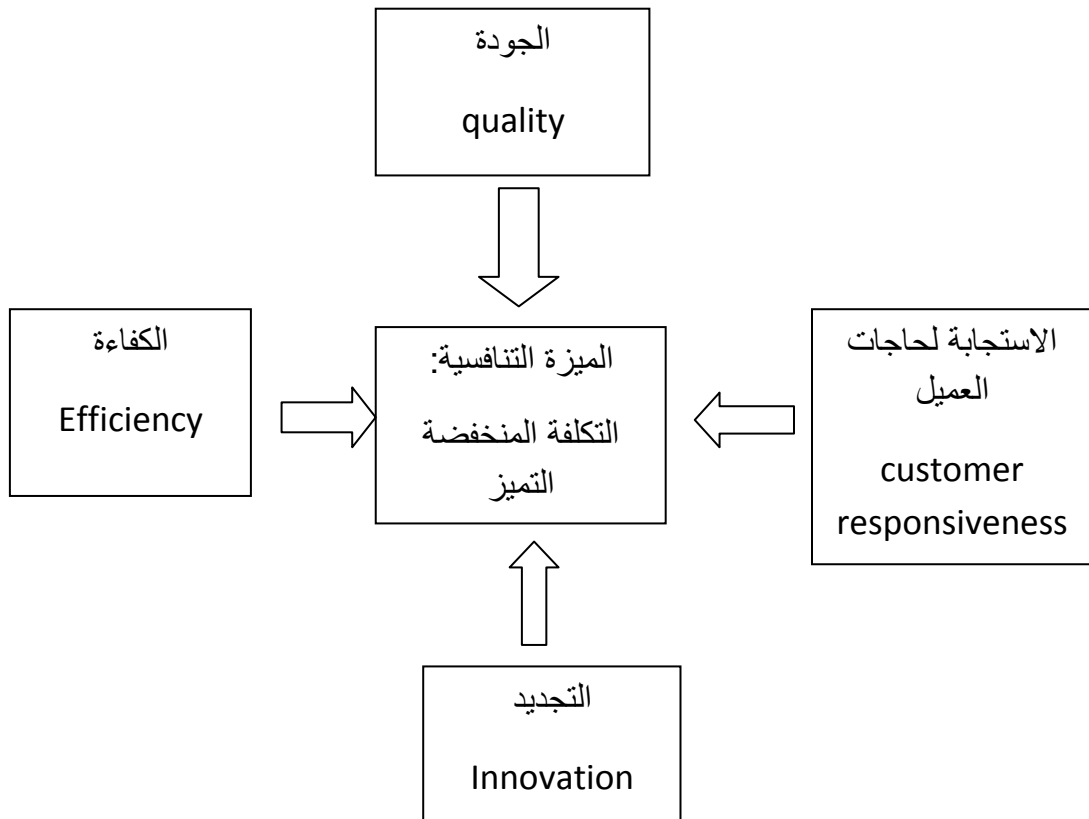 الجودة
quality
الكفاءة
Efficiency
الميزة التنافسية:
التكلفة المنخفضة
التميز
الاستجابة لحاجات
العميل
customer
responsiveness
التجديد
Innovation